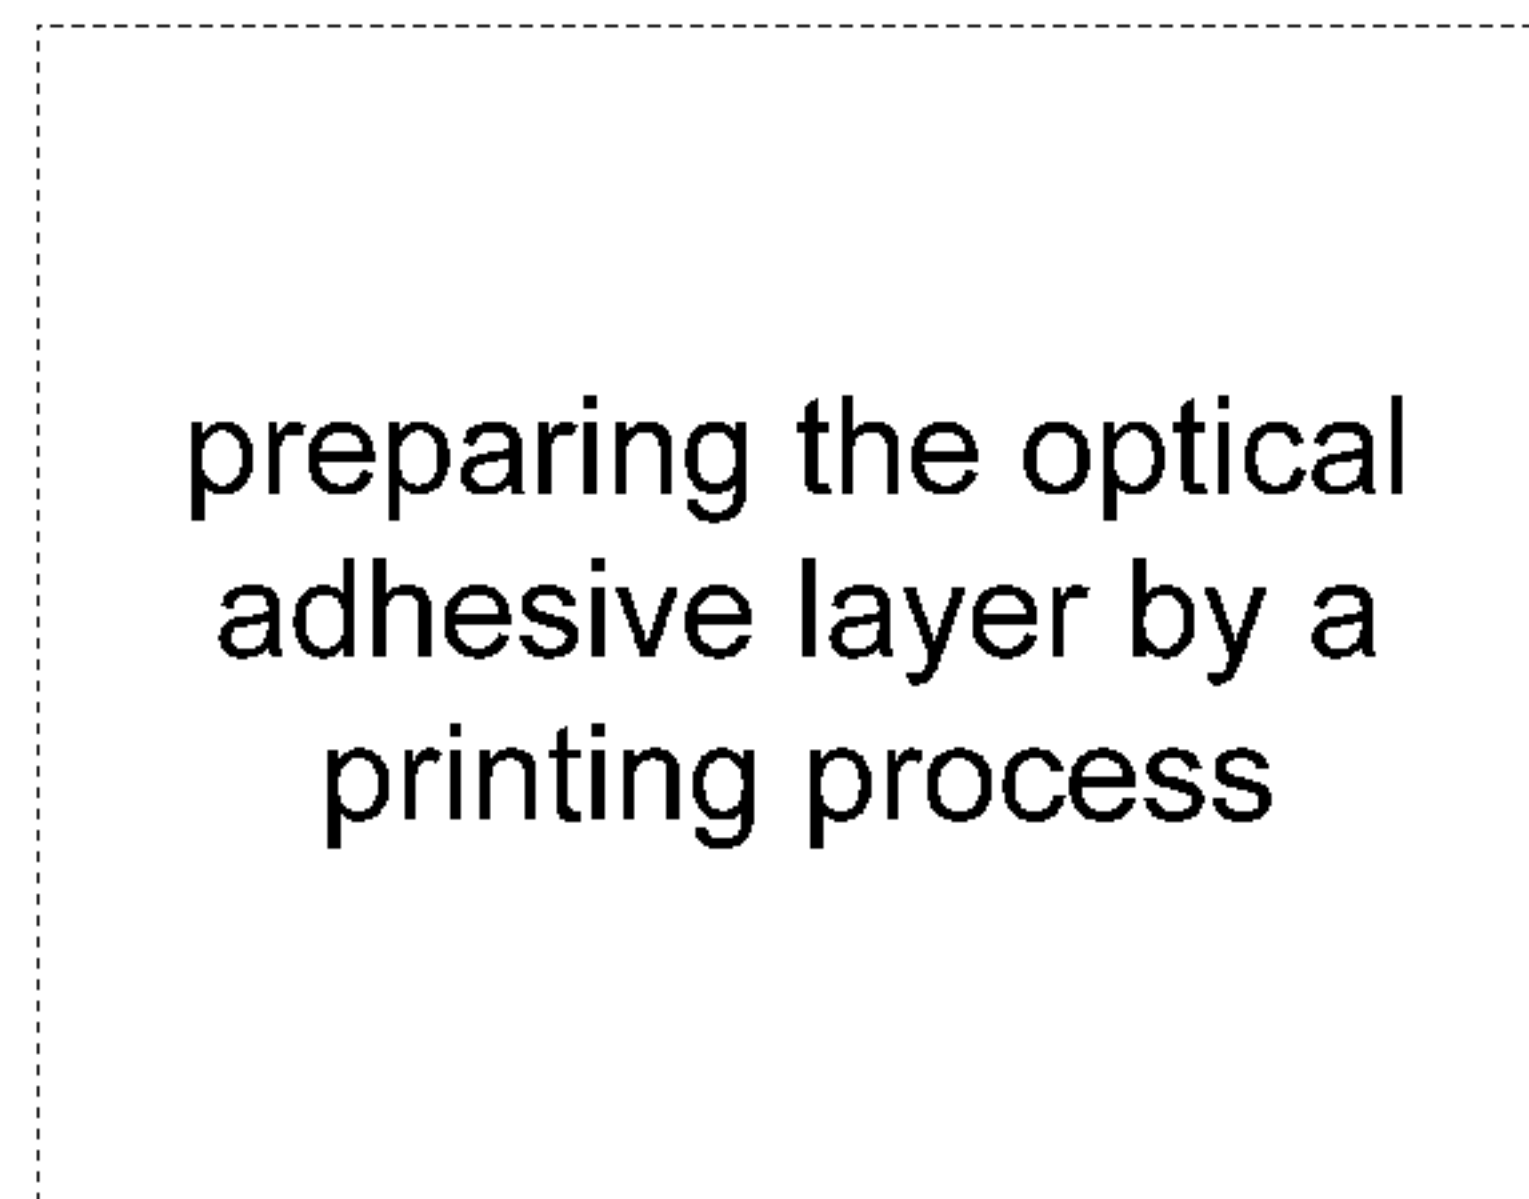 preparing the optical
adhesive layer by a
printing process